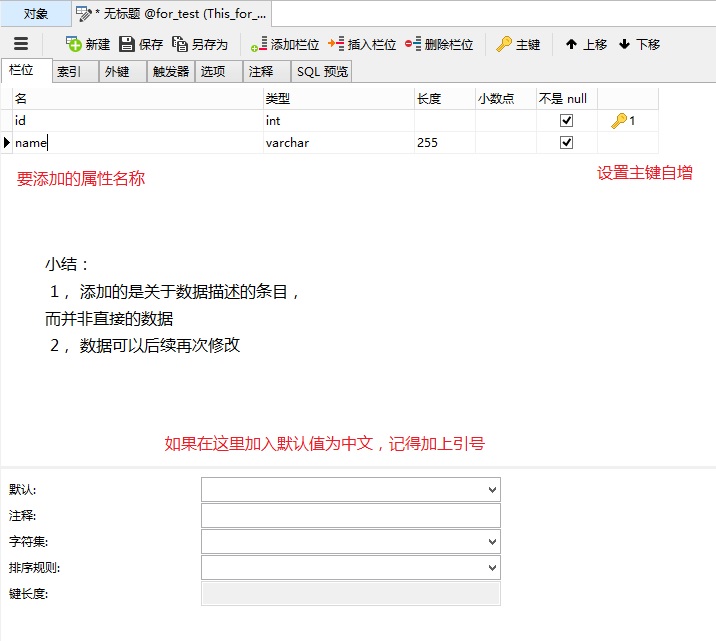 对象 * 无标题 @for_test (This_for_...
新建 保存 另存为 添加栏位 插入栏位 删除栏位 主键 上移 下移
栏位 索引 外键 触发器 选项 注释 SQL 预览
名 类型 长度 小数点 不是 null
id int 1
name varchar 255
要添加的属性名称 设置主键自增
小结：
1， 添加的是关于数据描述的条目，
而并非直接的数据
2， 数据可以后续再次修改
如果在这里加入默认值为中文，记得加上引号
默认:
注释:
字符集:
排序规则:
键长度: